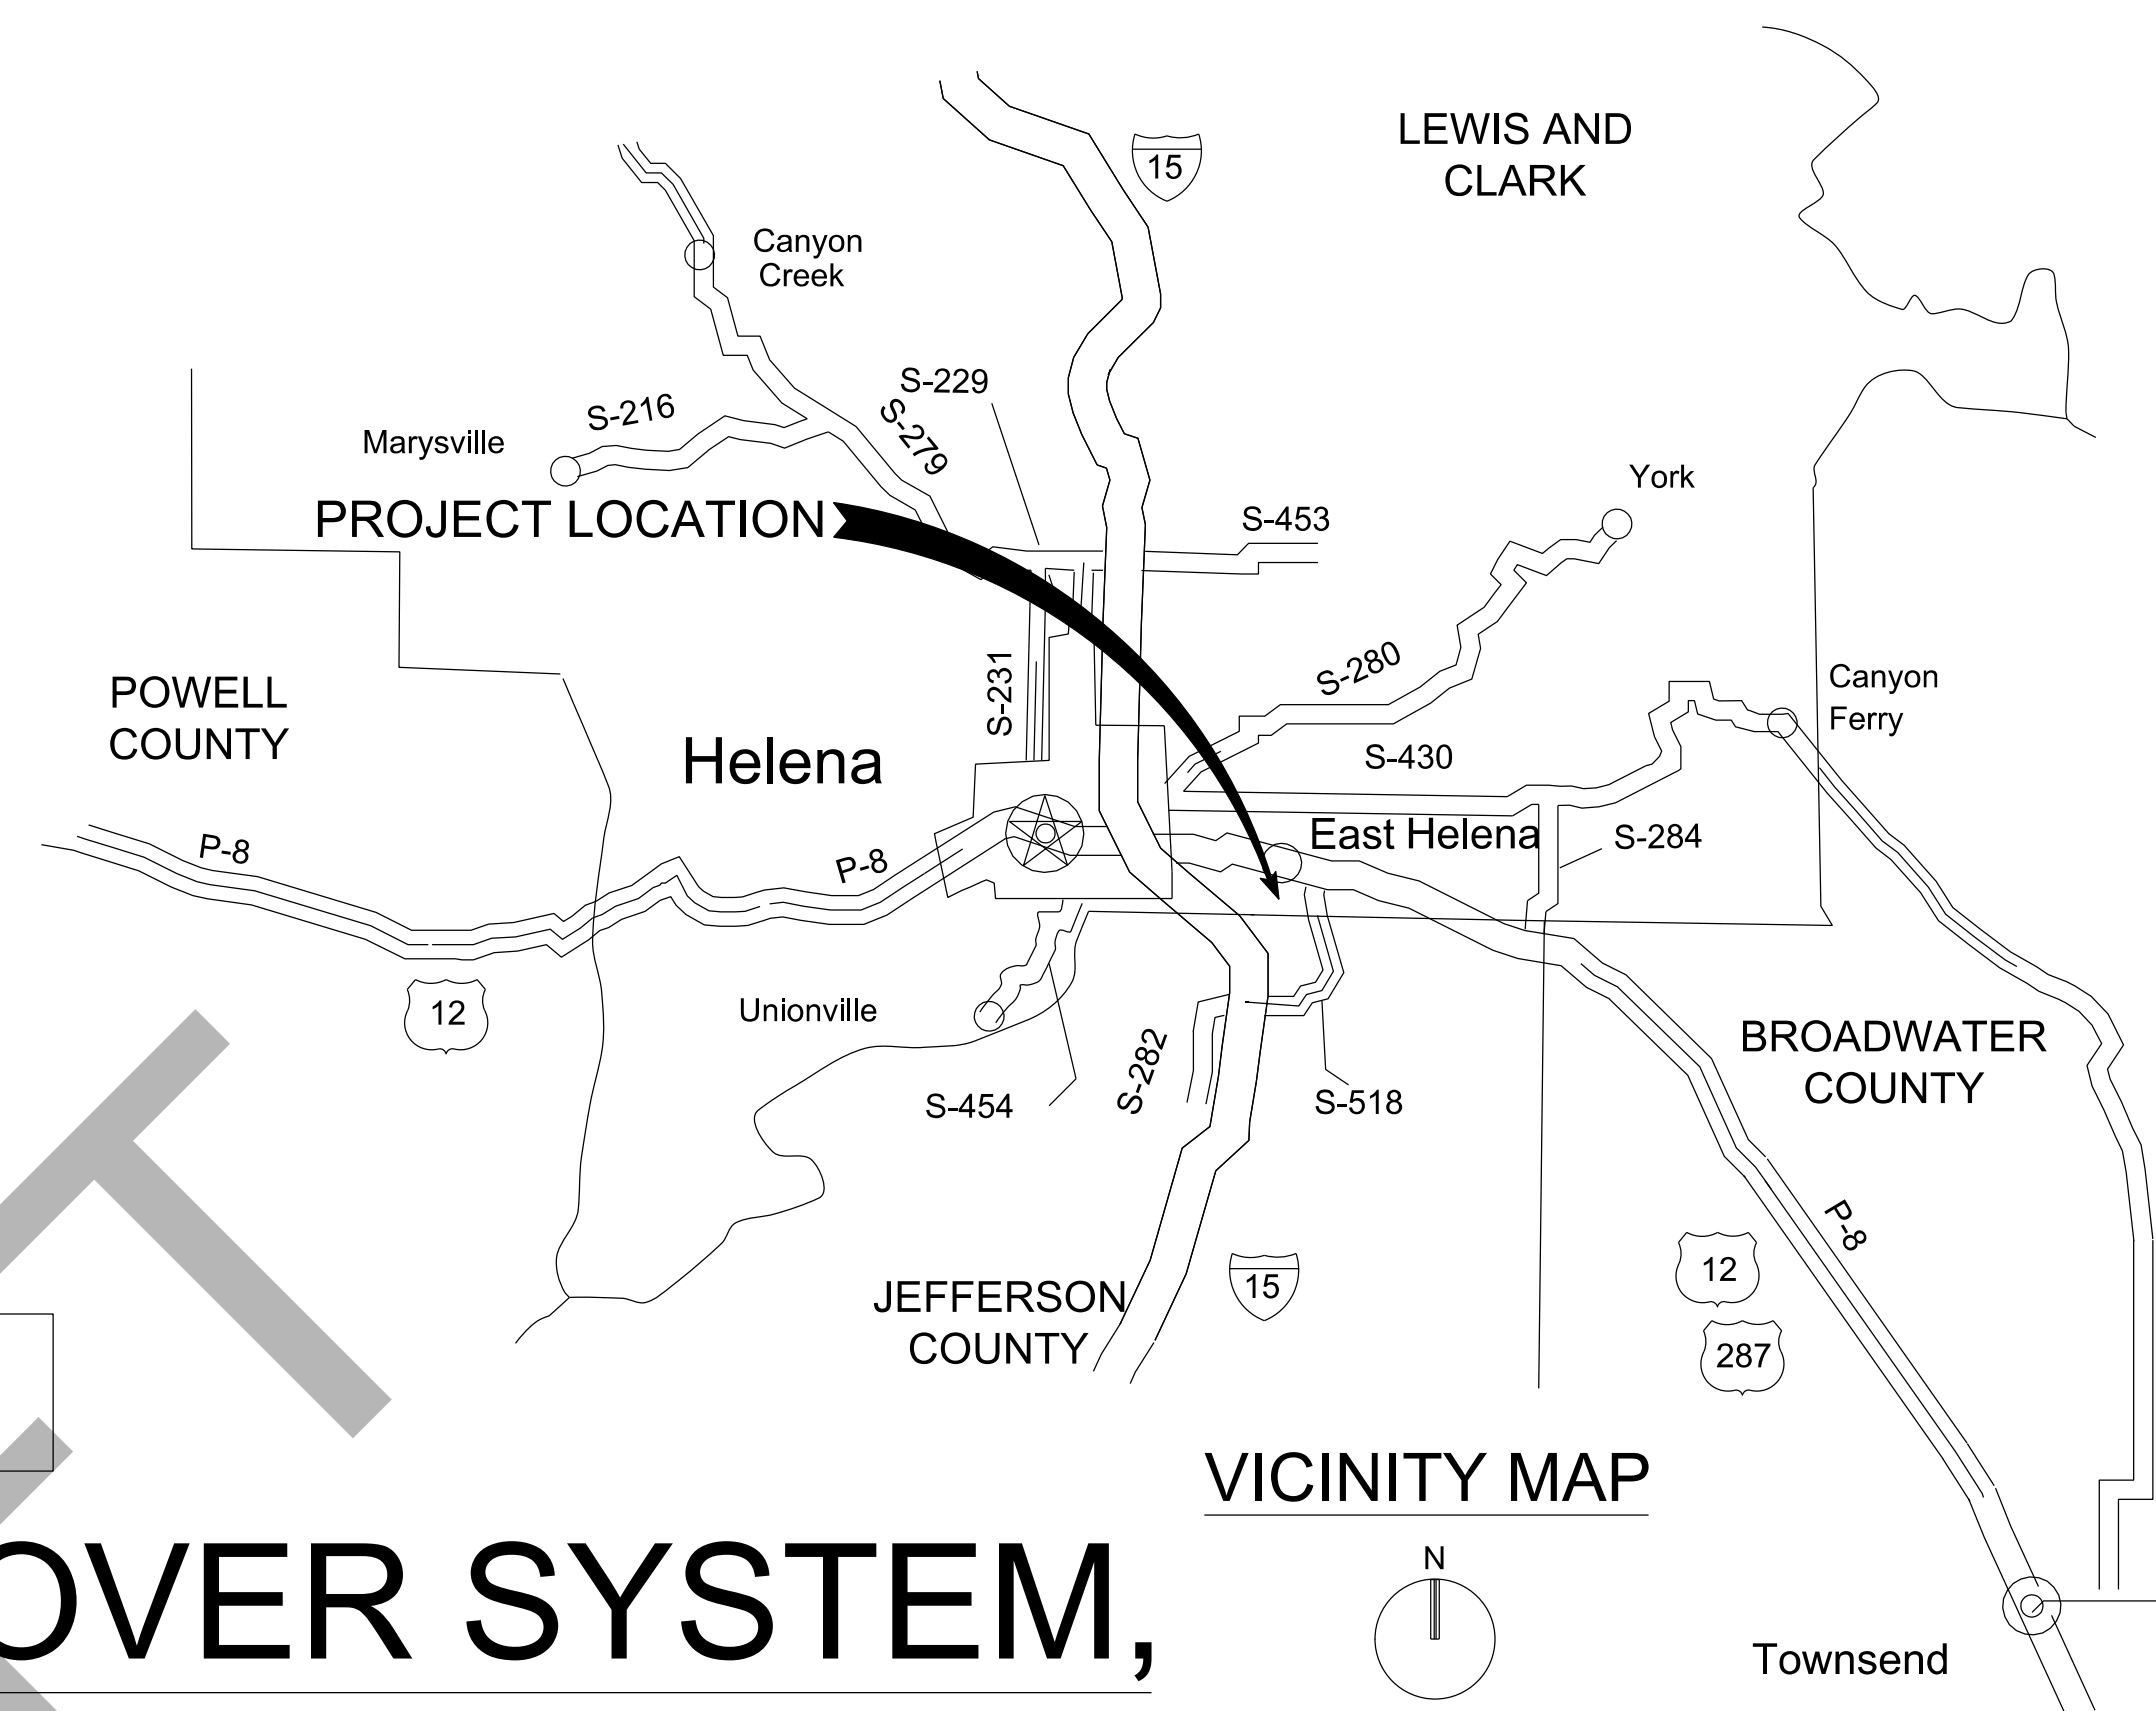 LEWIS AND
CLARK
15
Canyon
Creek
S-229
S-216
S-279
Marysville
York
PROJECT LOCATION
S-453
S-280
S-231
POWELL
COUNTY
Canyon
Ferry
Helena
S-430
East Helena
S-284
P-8
P-8
12
Unionville
BROADWATER
COUNTY
S-282
S-454
S-518
P-8
12
JEFFERSON
COUNTY
15
287
VICINITY MAP
OVER SYSTEM,
N
Townsend